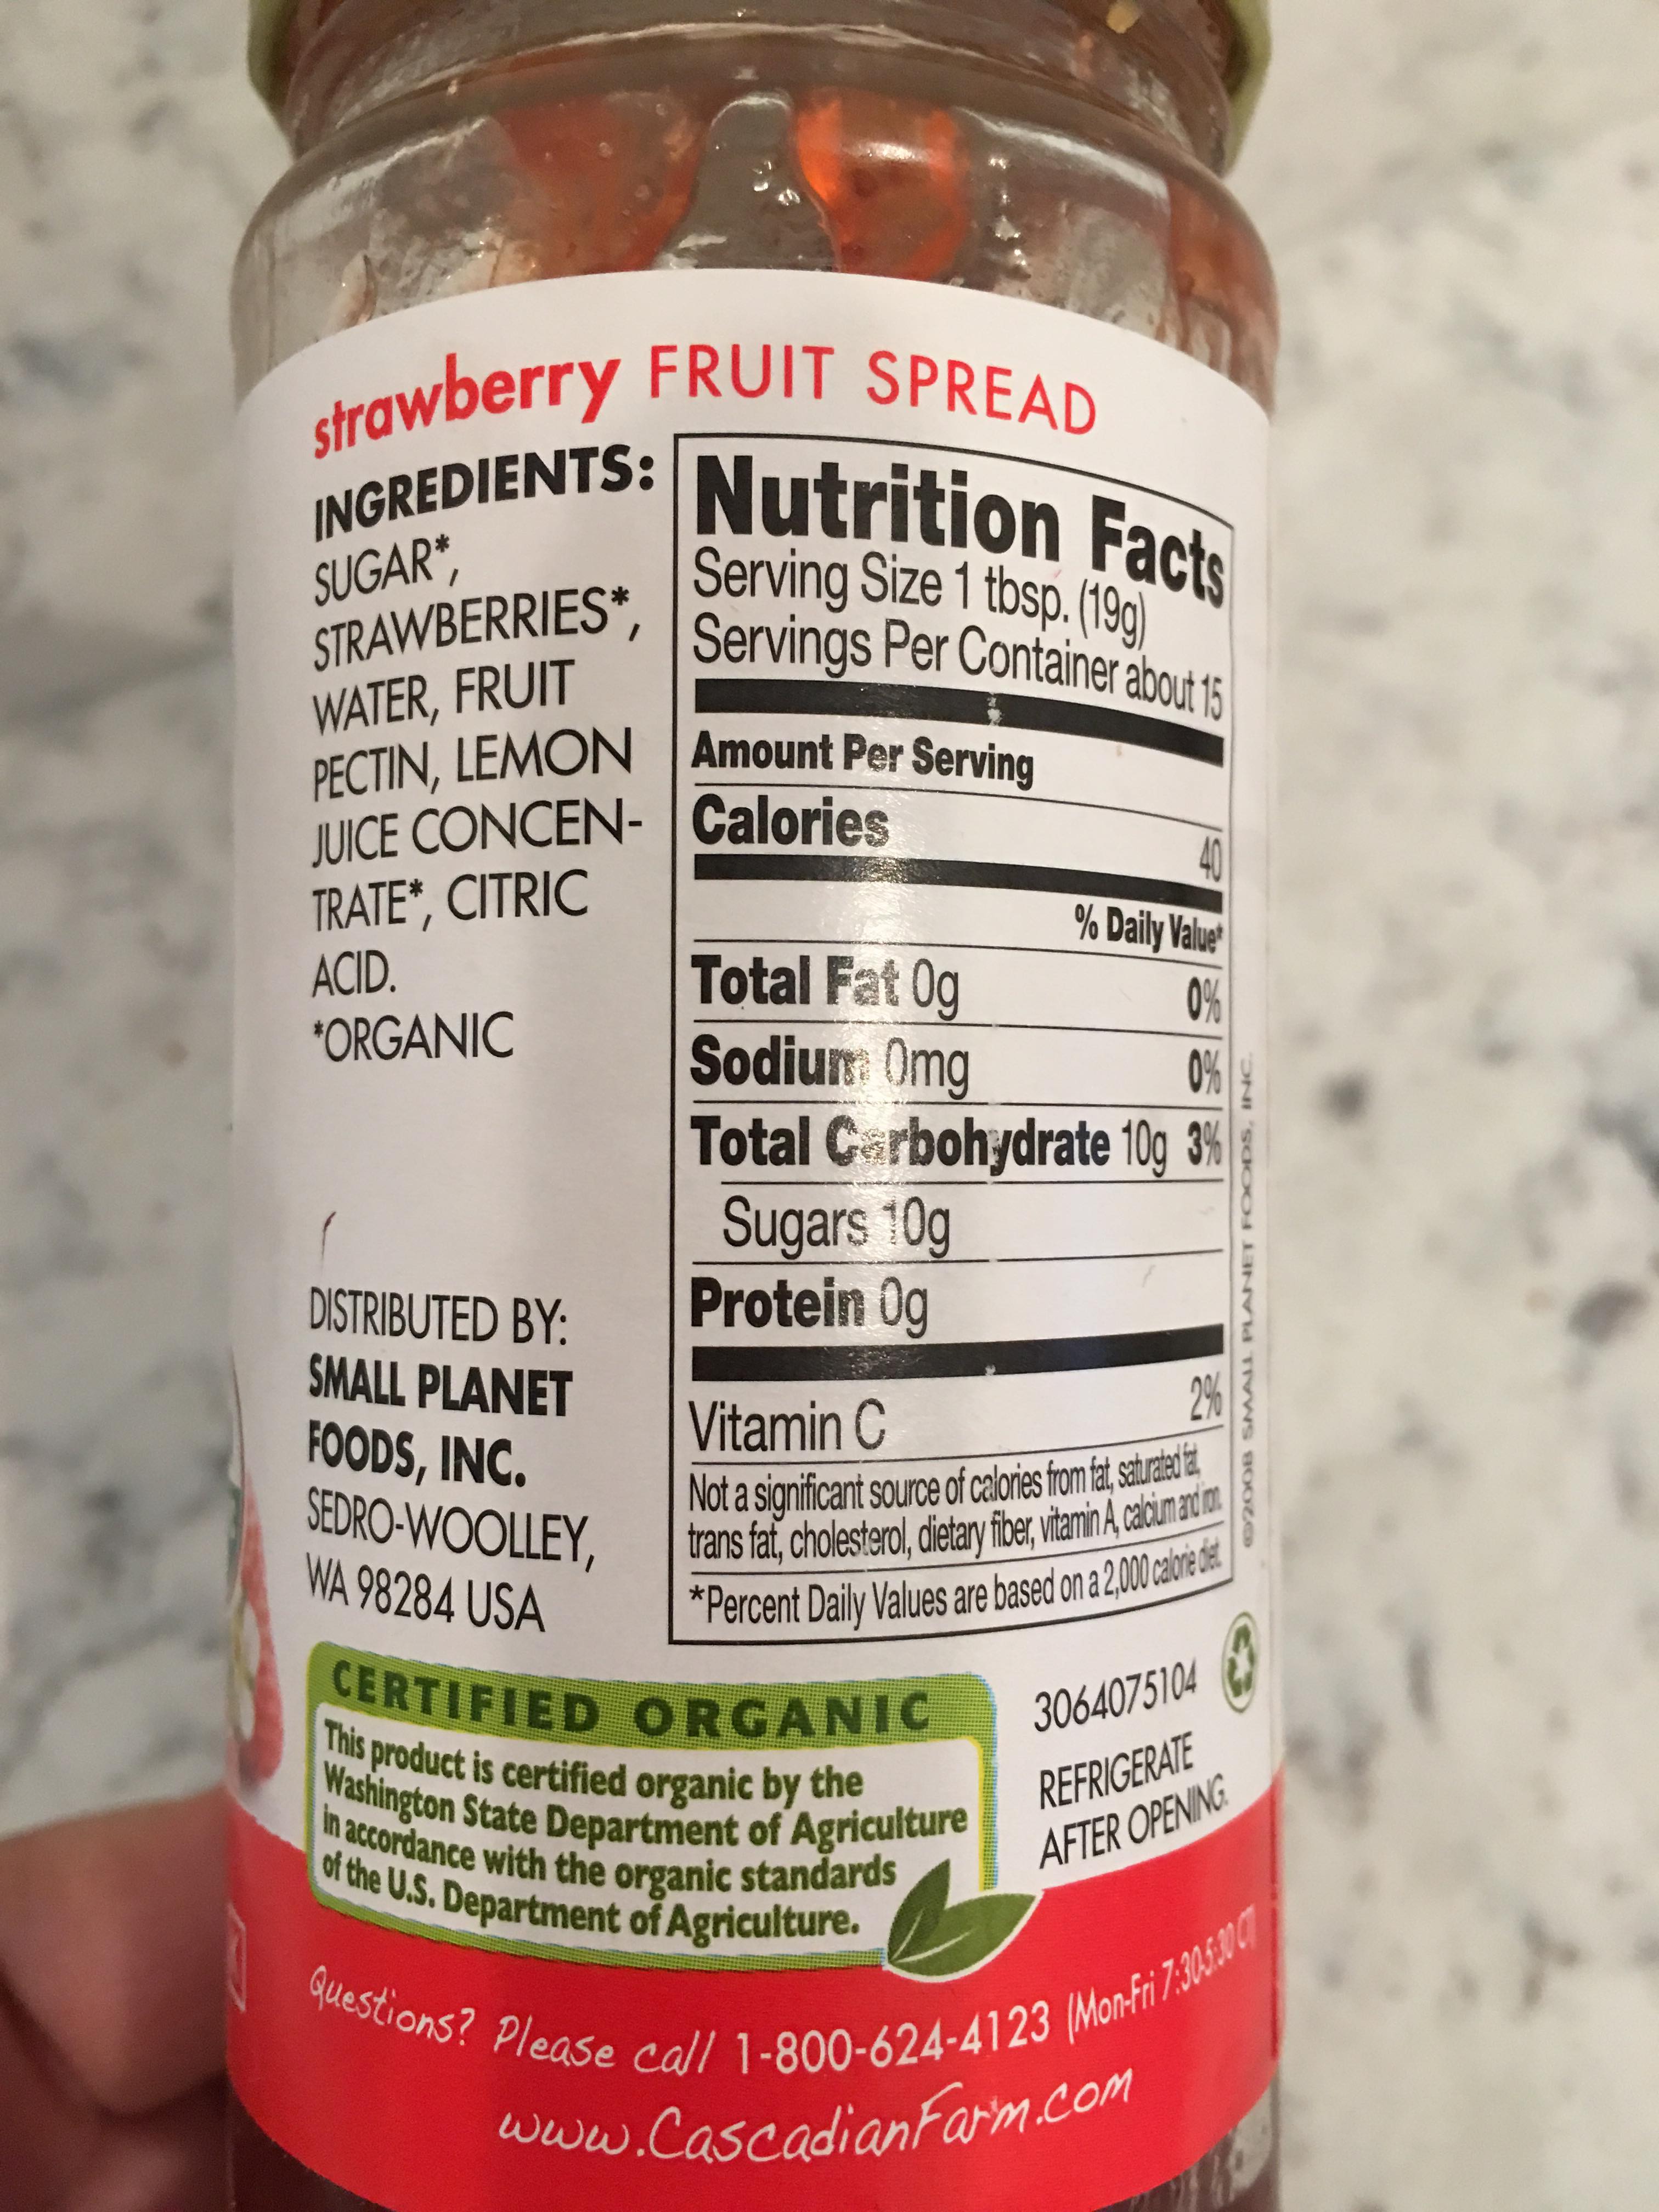 strawberry FRUIT SPREAD
INGREDIENTS:
SUGAR*,
STRAWBERRIES*,
WATER, FRUIT
PECTIN, LEMON
JUICE CONCEN-
TRATE*, CITRIC
ACID.
*ORGANIC
DISTRIBUTED BY:
SMALL PLANET
FOODS, INC.
SEDRO-WOOLLEY,
WA 98284 USA
Nutrition Facts
Serving Size 1 tbsp. (19g)
Servings Per Container about 15
Amount Per Serving
Calories 40
% Daily Value*
Total Fat 0g 0%
Sodium 0mg 0%
Total Carbohydrate 10g 3%
Sugars 10g
Protein 0g
Vitamin C 2%
Not a significant source of calories from fat, saturated fat,
trans fat, cholesterol, dietary fiber, vitamin A, calcium and iron.
*Percent Daily Values are based on a 2,000 calorie diet.
©2008 SMALL PLANET FOODS, INC.
CERTIFIED ORGANIC
This product is certified organic by the
Washington State Department of Agriculture
in accordance with the organic standards
of the U.S. Department of Agriculture.
3064075104
REFRIGERATE
AFTER OPENING.
Questions? Please call 1-800-624-4123 (Mon-Fri 7:30-5:30 CT)
www.CascadianFarm.com